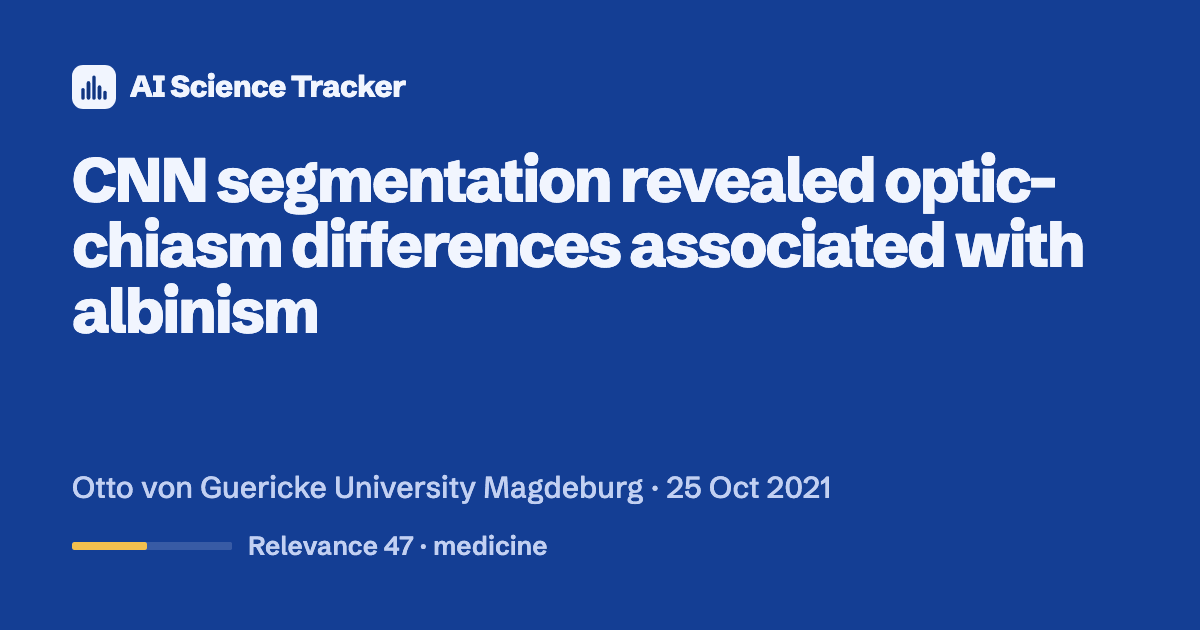 AI Science Tracker
CNN segmentation revealed optic-
chiasm differences associated with
albinism
Otto von Guericke University Magdeburg · 25 Oct 2021
Relevance 47 · medicine